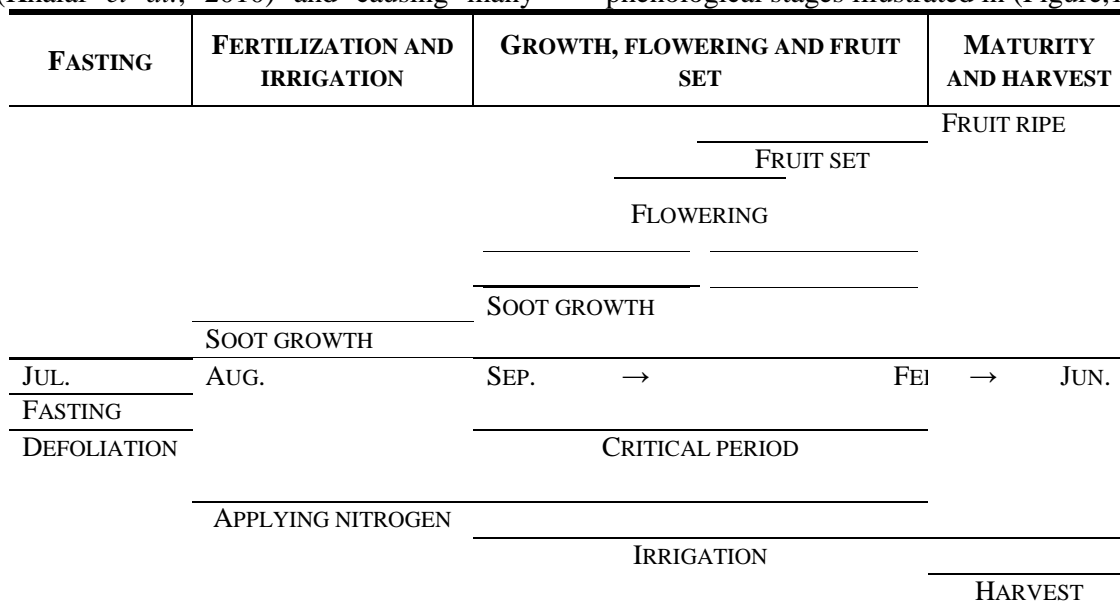 et al., and causing many phenological stages illustrated in (Figure,1
FASTING
FERTILIZATION AND
IRRIGATION
GROWTH, FLOWERING AND FRUIT
SET
MATURITY
AND HARVEST
FRUIT RIPE
FRUIT SET
FLOWERING
SOOT GROWTH
SOOT GROWTH
JUL. AUG. SEP. → → JUN.
FASTING
DEFOLIATION
CRITICAL PERIOD
APPLYING NITROGEN
IRRIGATION
HARVEST